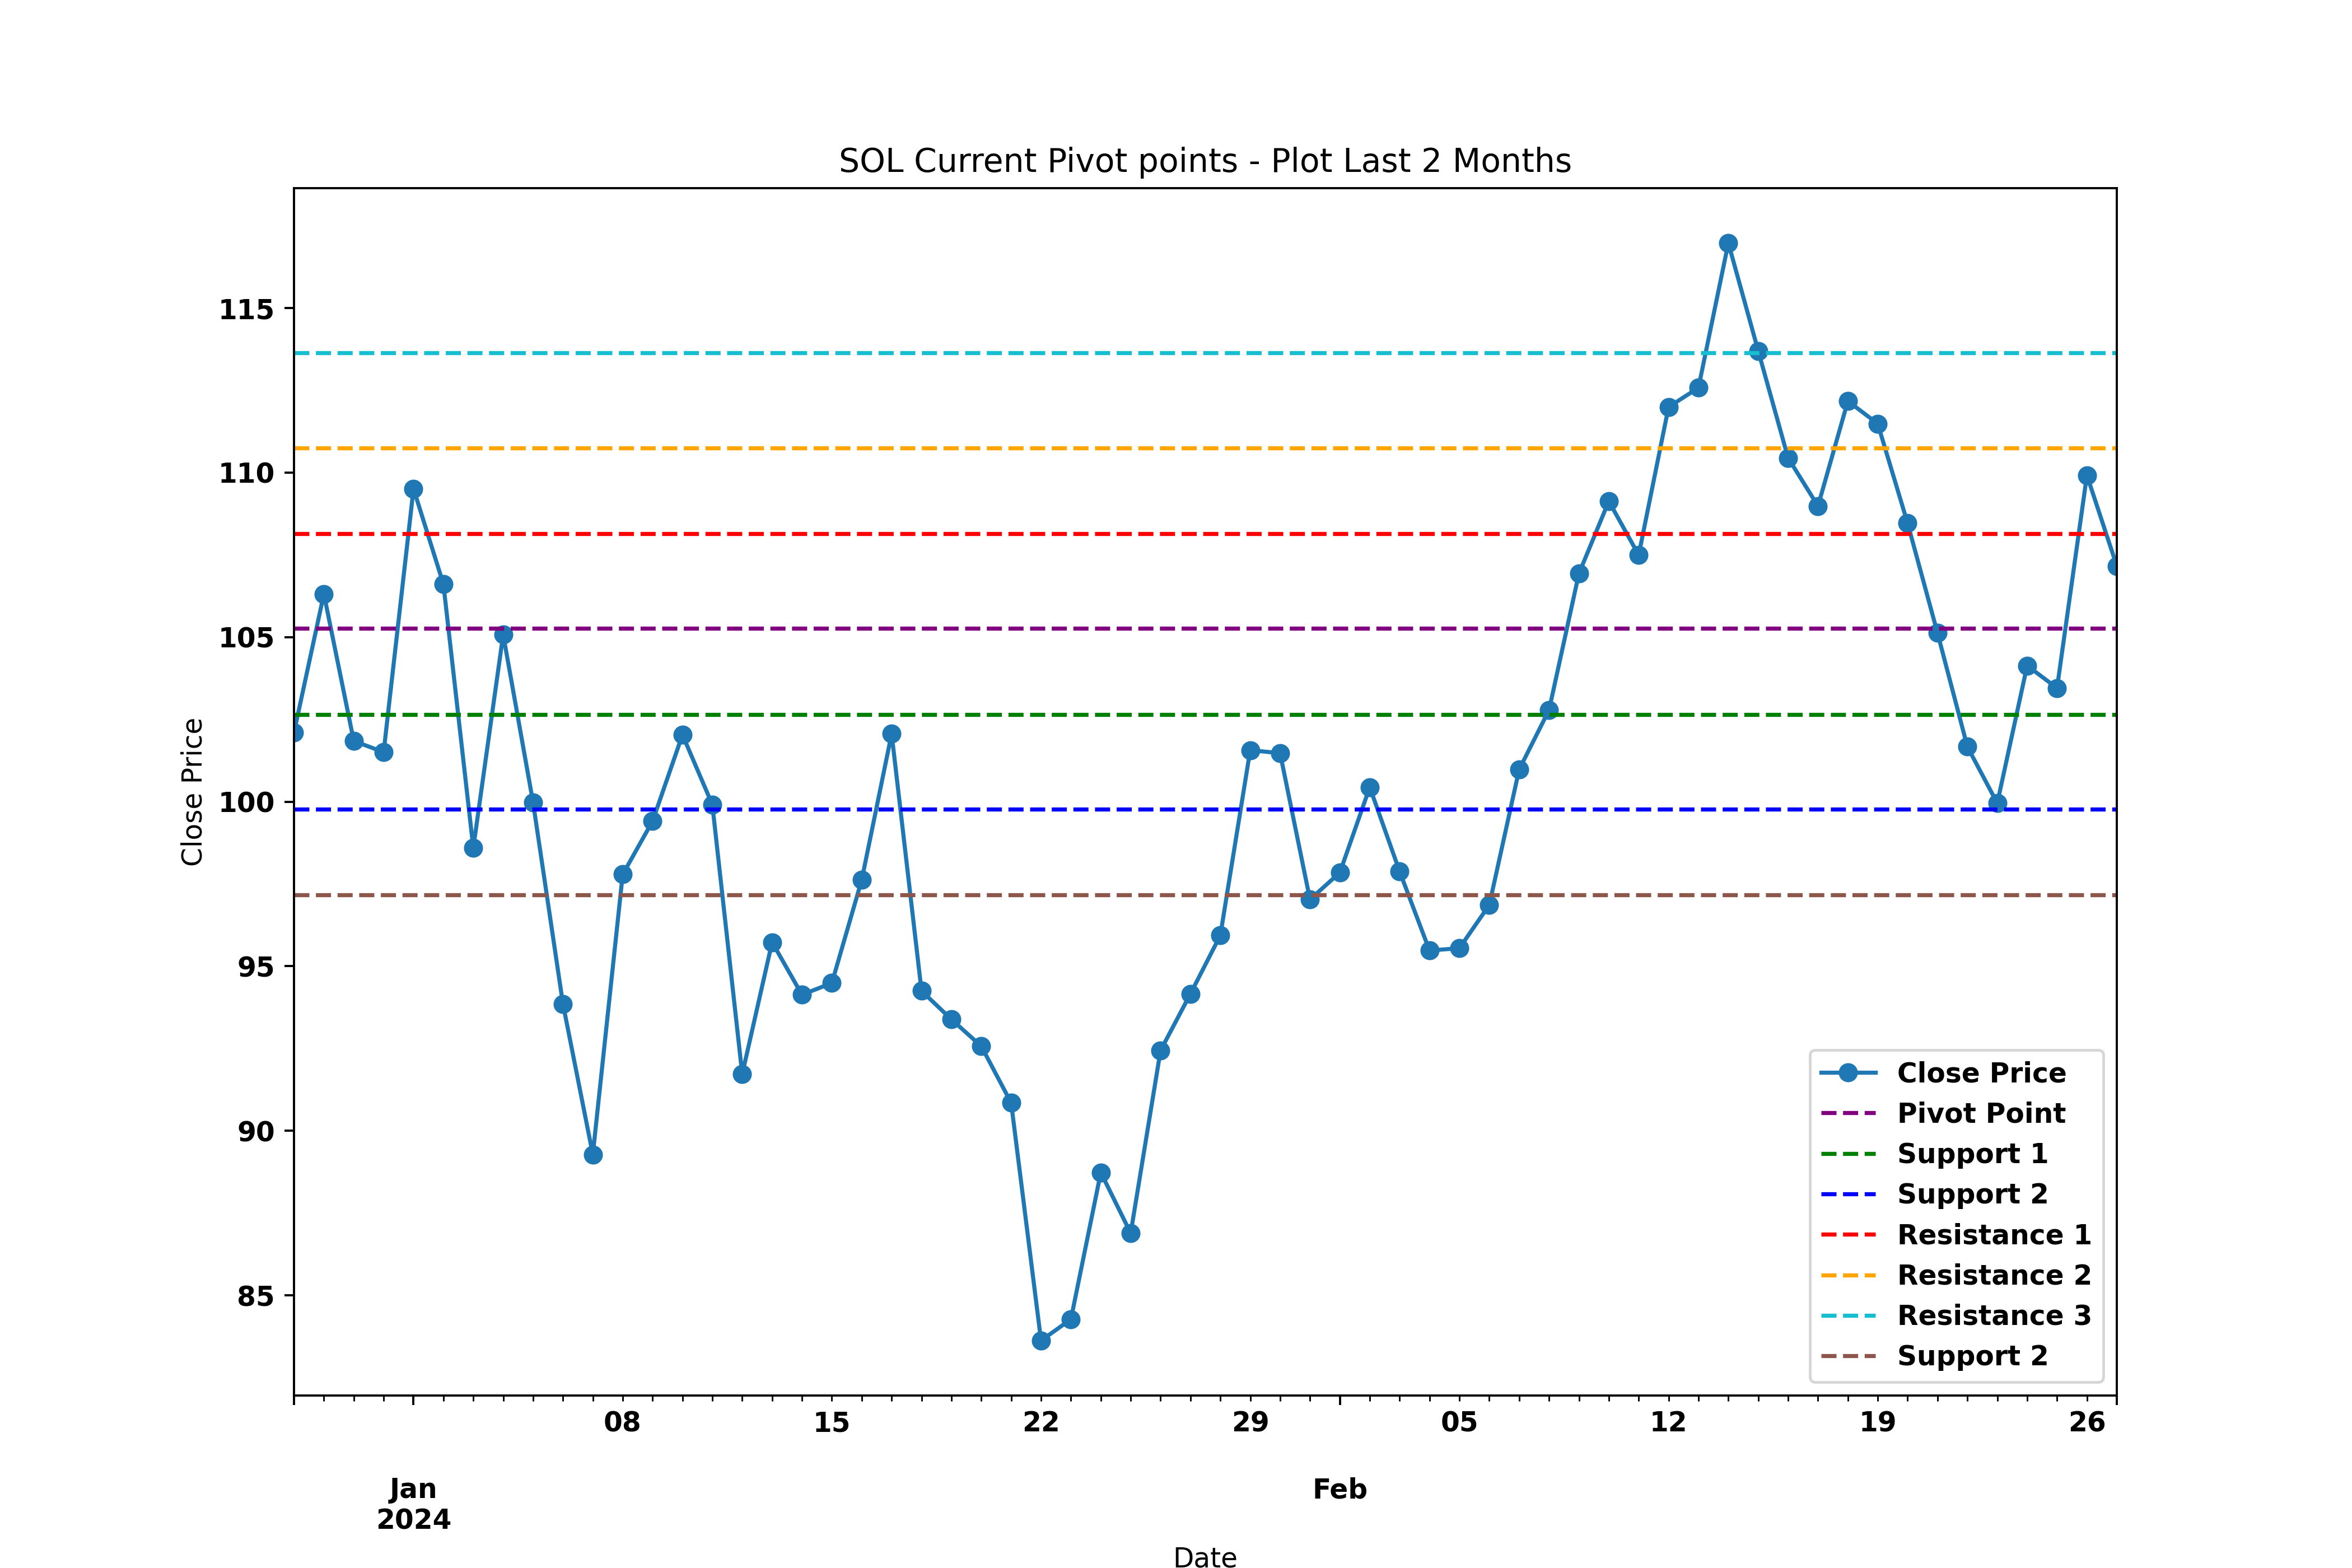 SOL Current Pivot points - Plot Last 2 Months
Close Price
115
110
105
100
95
90
85
Close Price
Pivot Point
Support 1
Support 2
Resistance 1
Resistance 2
Resistance 3
Support 2
08 15 22 29 05 12 19 26
Jan Feb
2024
Date